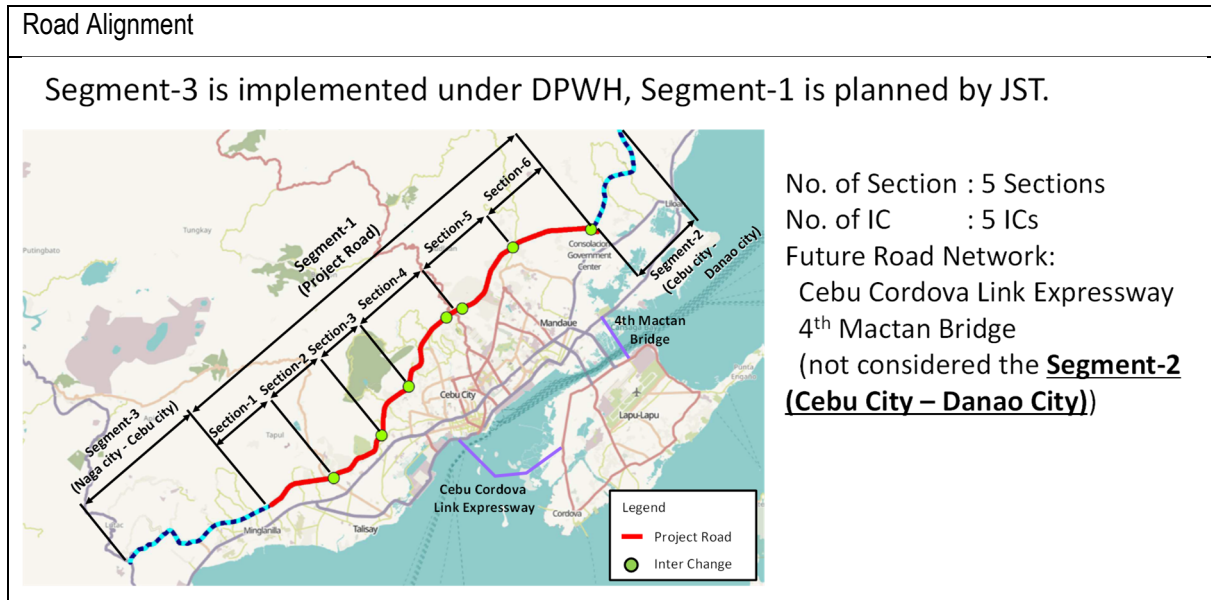 Road Alignment
Segment-3 is implemented under DPWH, Segment-1 is planned by JST.
No. of Section : 5 Sections
No. of IC : 5 ICs
Future Road Network:
Cebu Cordova Link Expressway
4th Mactan Bridge
(not considered the Segment-2
(Cebu City – Danao City))
Segment-1
(Project Road)
Section-6
Section-5
Section-4
Section-3
Section-2
Section-1
Segment-3
(Naga city - Cebu city)
Segment-2
(Cebu city -
Danao city)
Putingbato
Tungkay
Tapul
Liloan
Consolacion
Government
Center
Mandaue
4th Mactan
Bridge
Punta
Cebu City
Lapu-Lapu
Cebu Cordova
Link Expressway
Cordova
Minglanilla
Talisay
Legend
Project Road
Inter Change